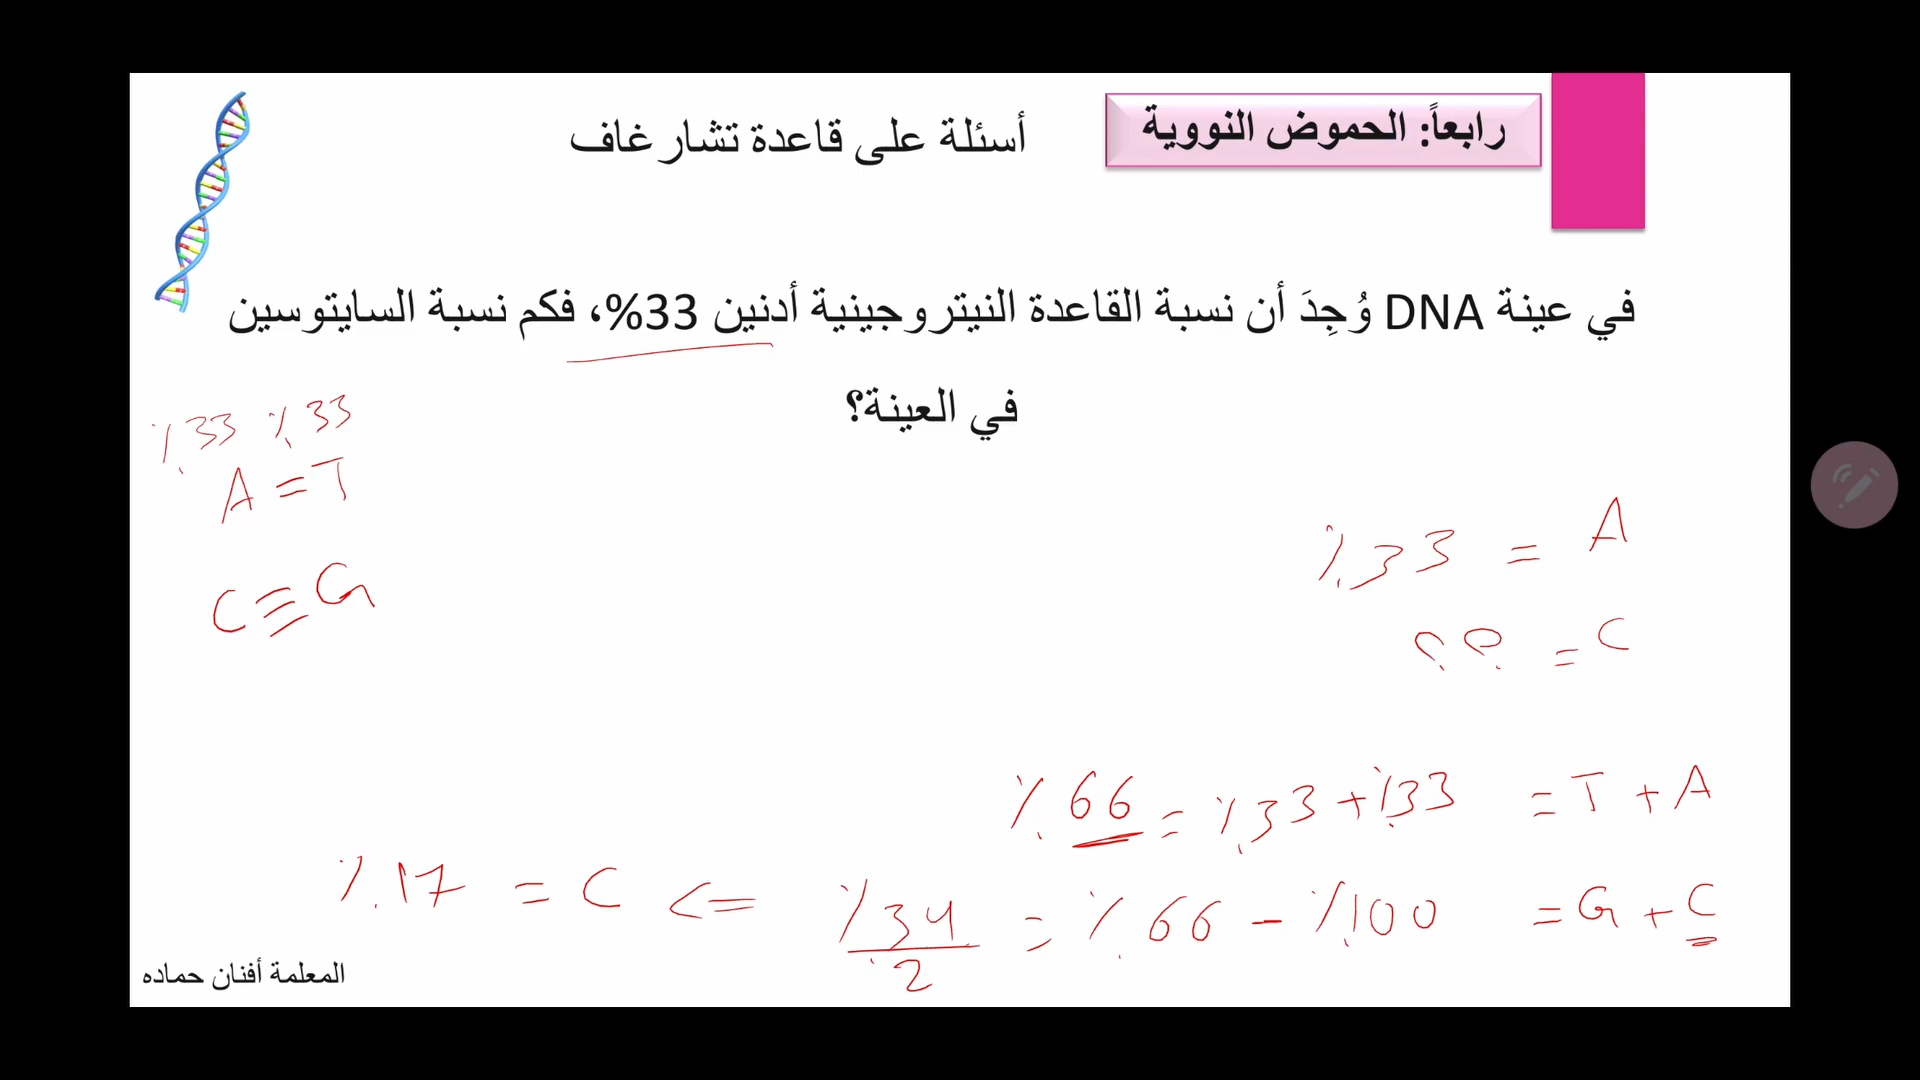 رابعاً: الحموض النووية
أسئلة على قاعدة تشارغاف
في عينة DNA وُجِدَ أن نسبة القاعدة النيتروجينية أدنين 33%، فكم نسبة السايتوسين
في العينة؟
٪33 ٪33
A = T
C ≡ G
A = ٪33
C = ؟؟
A + T = ٪33 + ٪33 = ٪66
C + G = ٪100 - ٪66 = ٪34/2 <= C = ٪17
المعلمة أفنان حماده